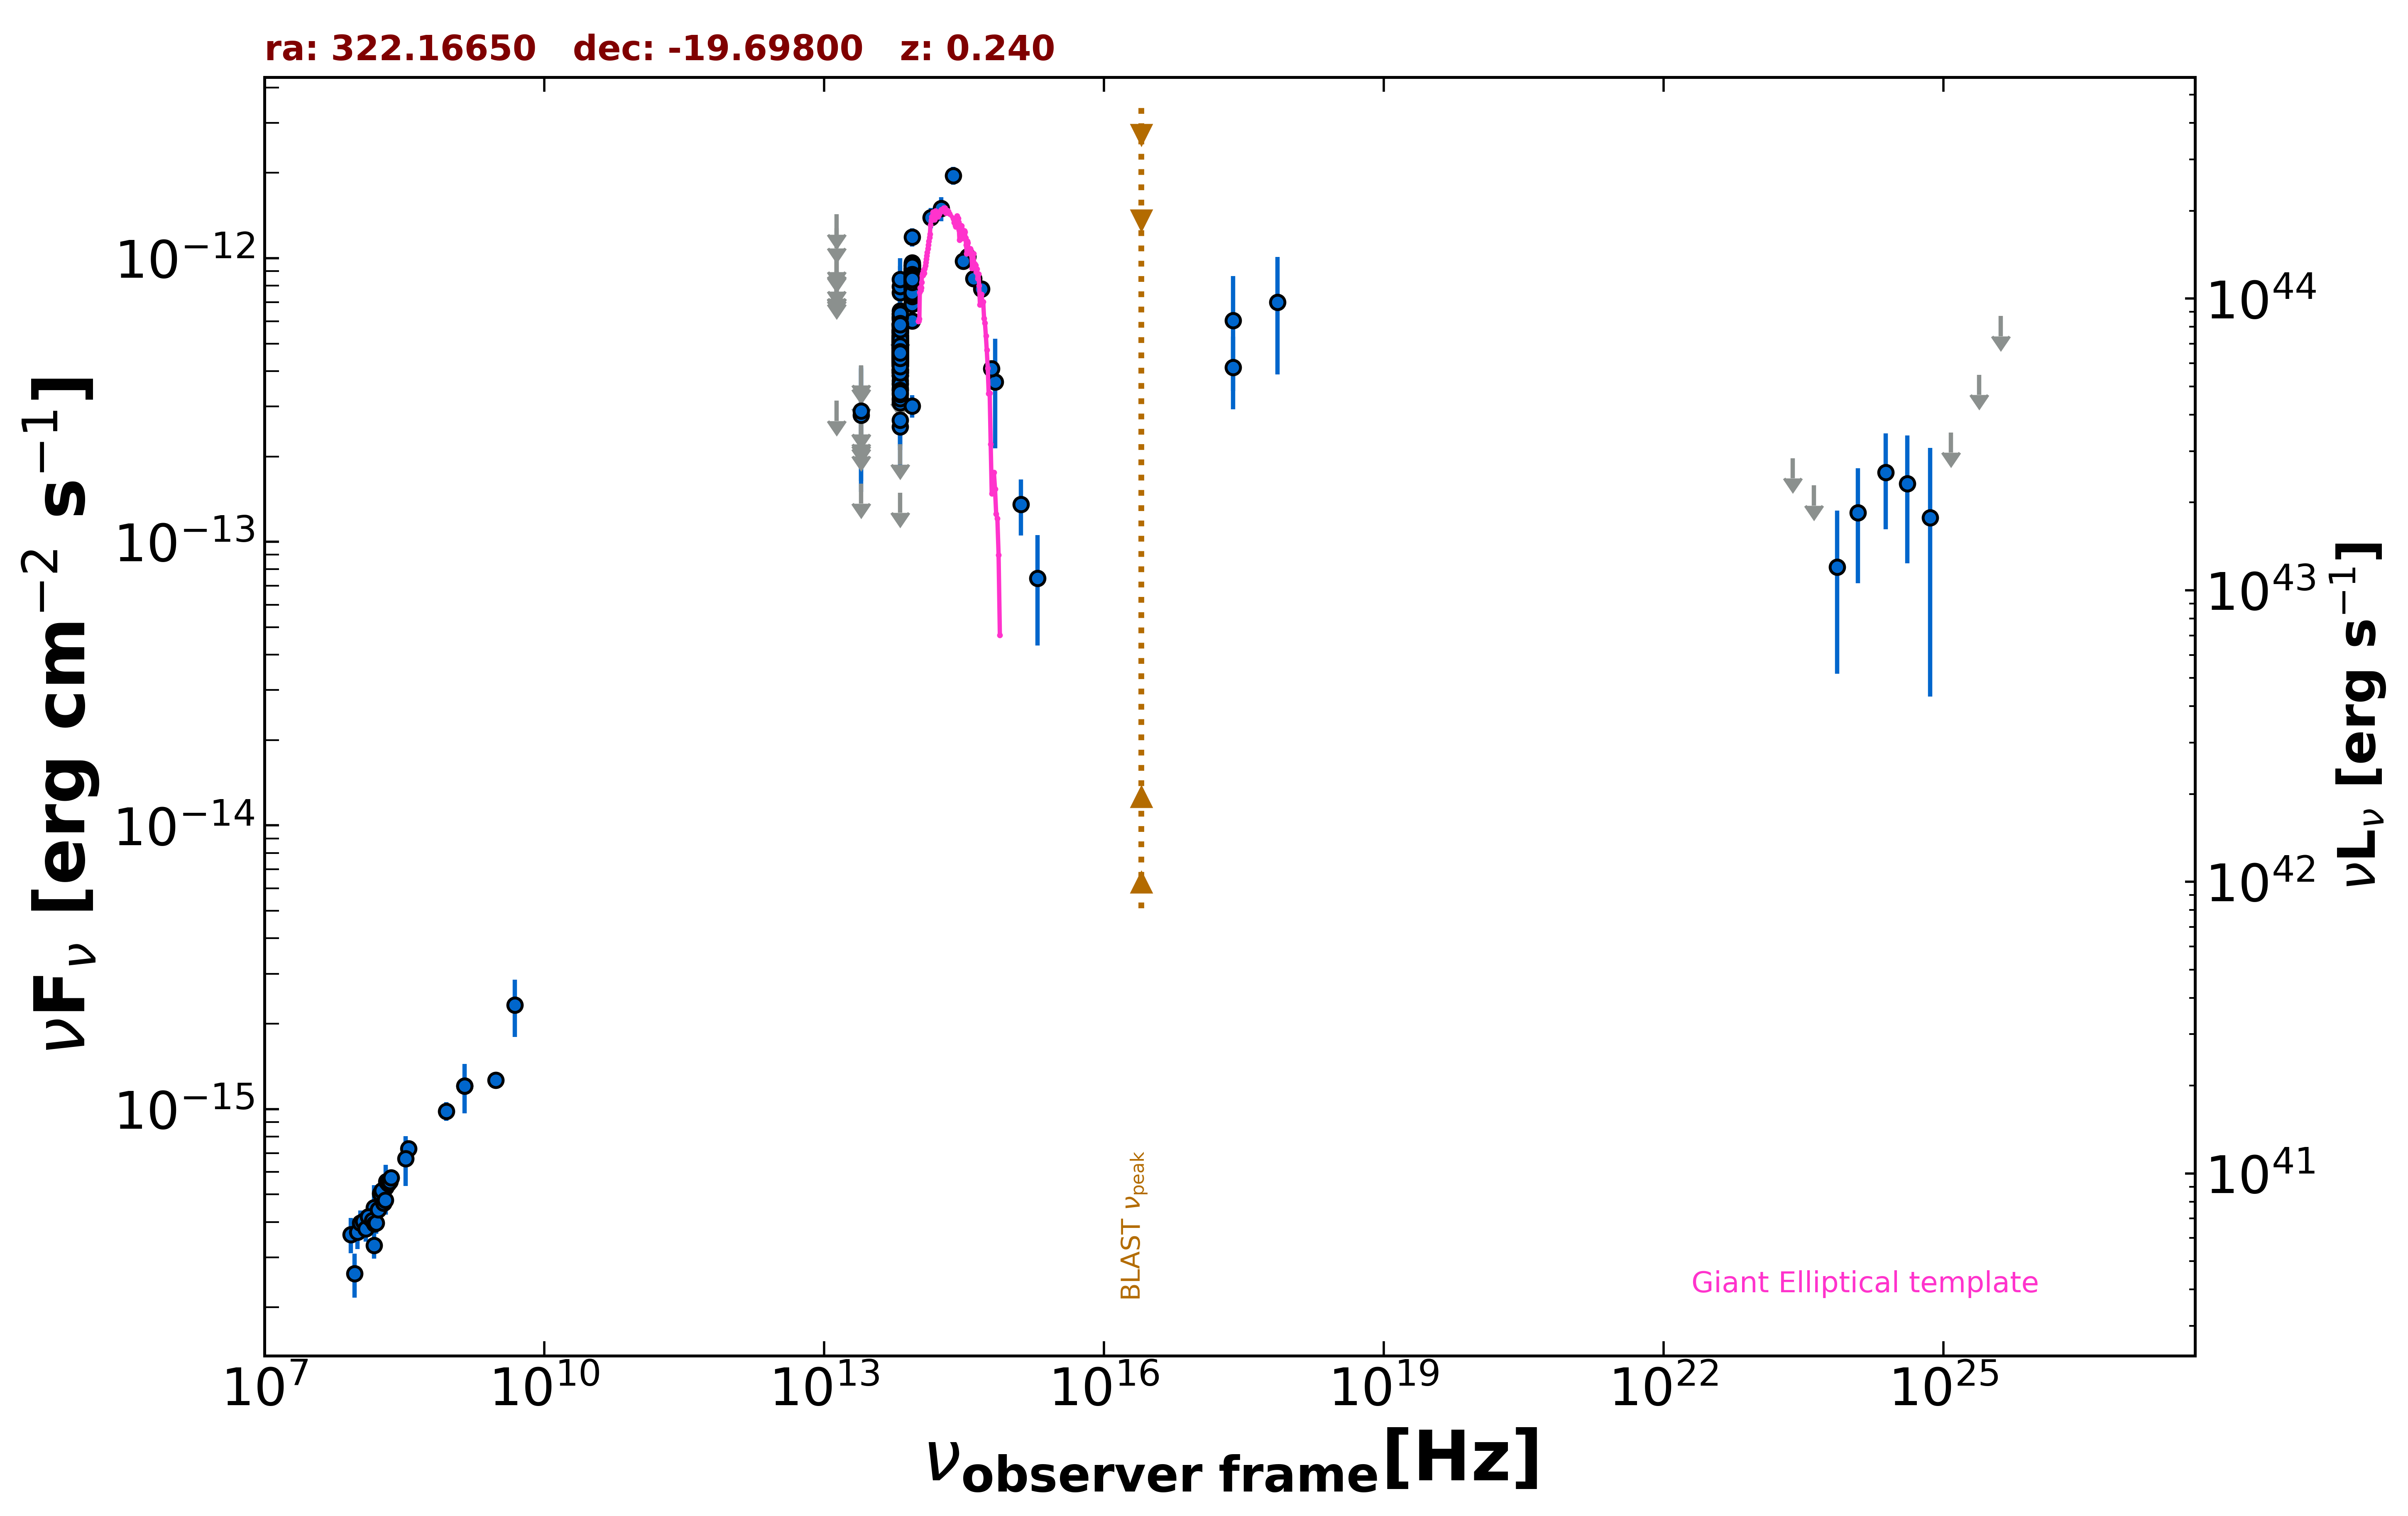 ra: 322.16650 dec: -19.69800 z: 0.240
νFν [erg cm−2 s−1]
10−12
10−13
10−14
10−15
1044
1043
1042
1041
νLν [erg s−1]
BLAST νpeak
Giant Elliptical template
107 1010 1013 1016 1019 1022 1025
νobserver frame[Hz]